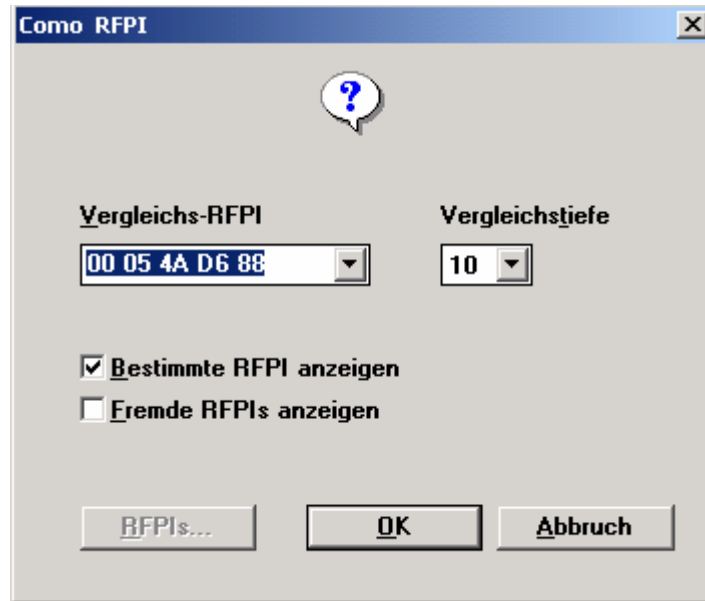 Como RFPI
?
Vergleichs-RFPI Vergleichstiefe
00 05 4A D6 88 10
Bestimmte RFPI anzeigen
Fremde RFPIs anzeigen
RFPIs... OK Abbruch